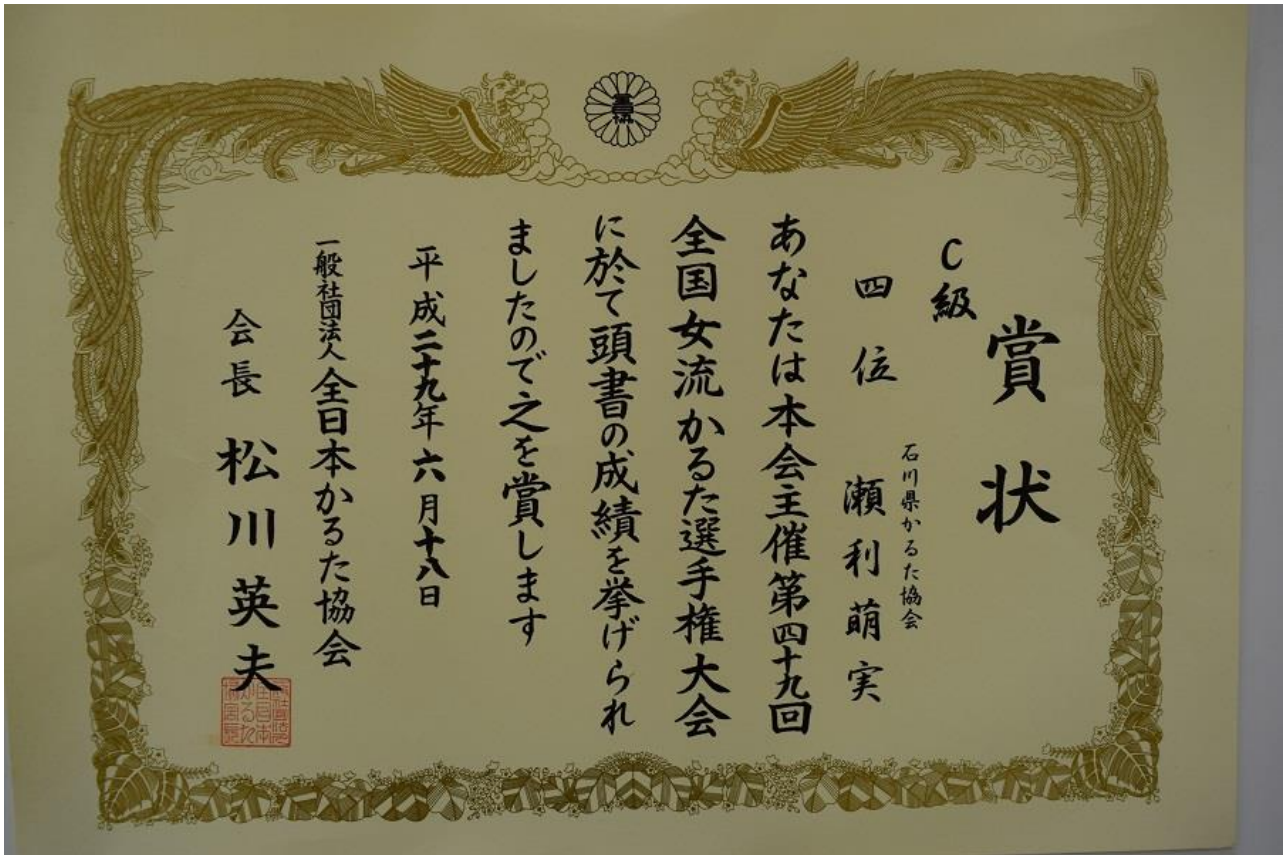 賞状
C級
石川県かるた協会
四位 瀬利萌実
あなたは本会主催第四十九回
全国女流かるた選手権大会
に於て頭書の成績を挙げられ
ましたので之を賞します
平成二十九年六月十八日
一般社団法人全日本かるた協会
会長 松川英夫